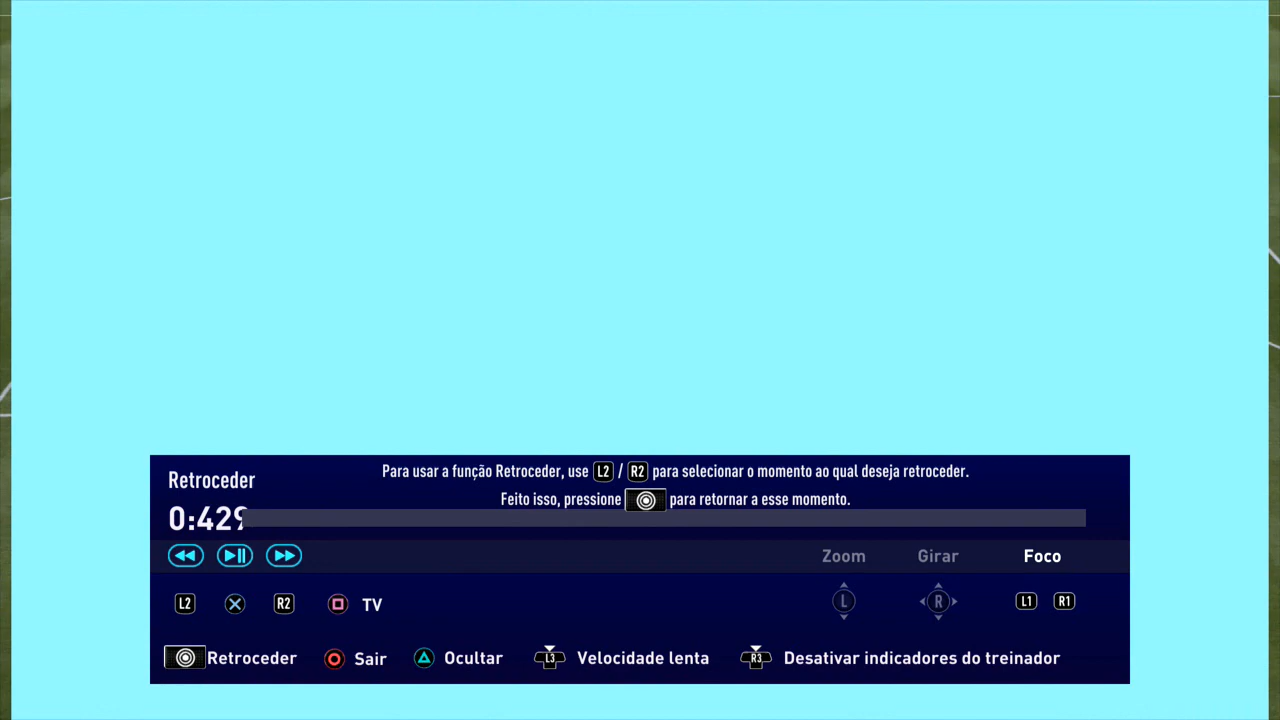 Retroceder
Para usar a função Retroceder, use L2 / R2 para selecionar o momento ao qual deseja retroceder.
Feito isso, pressione para retornar a esse momento.
0:429
Zoom Girar Foco
L2 R2 TV L R L1 R1
Retroceder Sair Ocultar L3 Velocidade lenta R3 Desativar indicadores do treinador